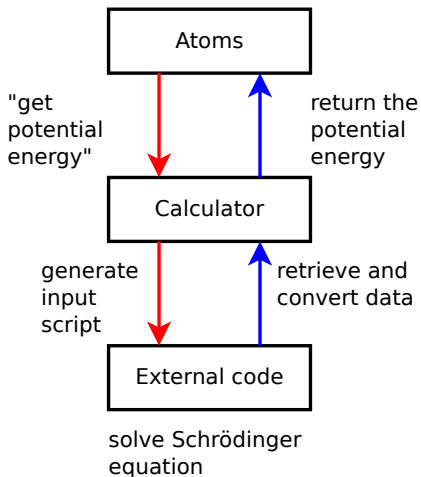 Atoms
"get
potential
energy"
return the
potential
energy
Calculator
generate
input
script
retrieve and
convert data
External code
solve Schrödinger
equation